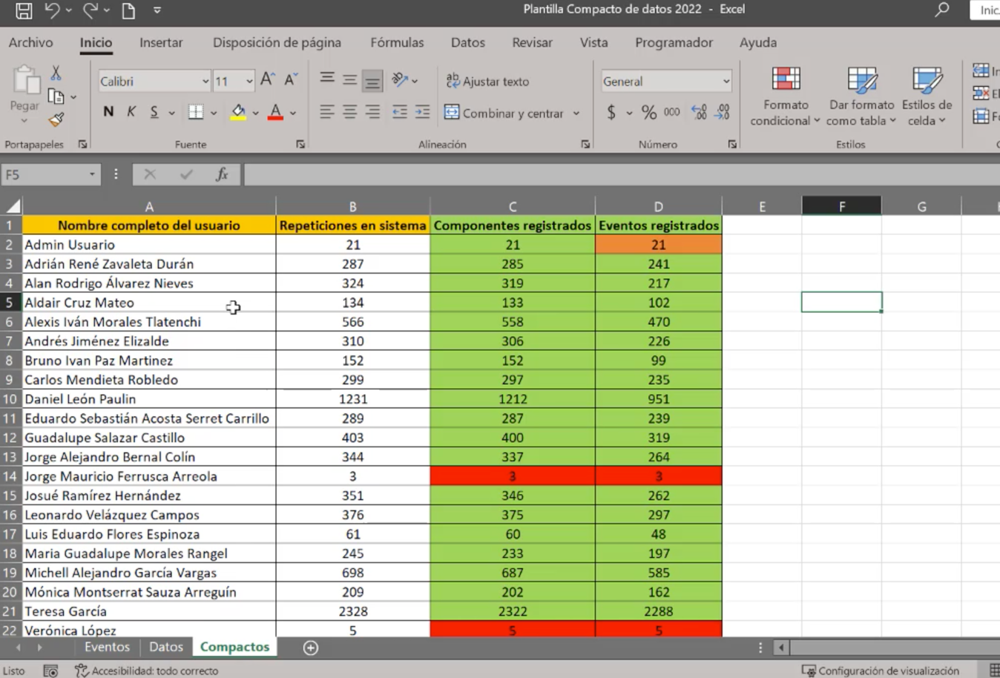 Plantilla Compacto de datos 2022 - Excel
Archivo Inicio Insertar Disposición de página Fórmulas Datos Revisar Vista Programador Ayuda
Pegar
Calibri 11
N K S
Ajustar texto
Combinar y centrar
General
$ % 000
Formato condicional
Dar formato como tabla
Estilos de celda
Portapapeles Fuente Alineación Número Estilos
F5 fx
A B C D E F G
1 Nombre completo del usuario Repeticiones en sistema Componentes registrados Eventos registrados
2 Admin Usuario 21 21 21
3 Adrián René Zavaleta Durán 287 285 241
4 Alan Rodrigo Álvarez Nieves 324 319 217
5 Aldair Cruz Mateo 134 133 102
6 Alexis Iván Morales Tlatenchi 566 558 470
7 Andrés Jiménez Elizalde 310 306 226
8 Bruno Ivan Paz Martinez 152 152 99
9 Carlos Mendieta Robledo 299 297 235
10 Daniel León Paulin 1231 1212 951
11 Eduardo Sebastián Acosta Serret Carrillo 289 287 239
12 Guadalupe Salazar Castillo 403 400 319
13 Jorge Alejandro Bernal Colín 344 337 264
14 Jorge Mauricio Ferrusca Arreola 3 3 3
15 Josué Ramírez Hernández 351 346 262
16 Leonardo Velázquez Campos 376 375 297
17 Luis Eduardo Flores Espinoza 61 60 48
18 Maria Guadalupe Morales Rangel 245 233 197
19 Michell Alejandro García Vargas 698 687 585
20 Mónica Montserrat Sauza Arreguín 209 202 162
21 Teresa García 2328 2322 2288
22 Verónica López 5 5 5
Eventos Datos Compactos
Listo Accesibilidad: todo correcto Configuración de visualización